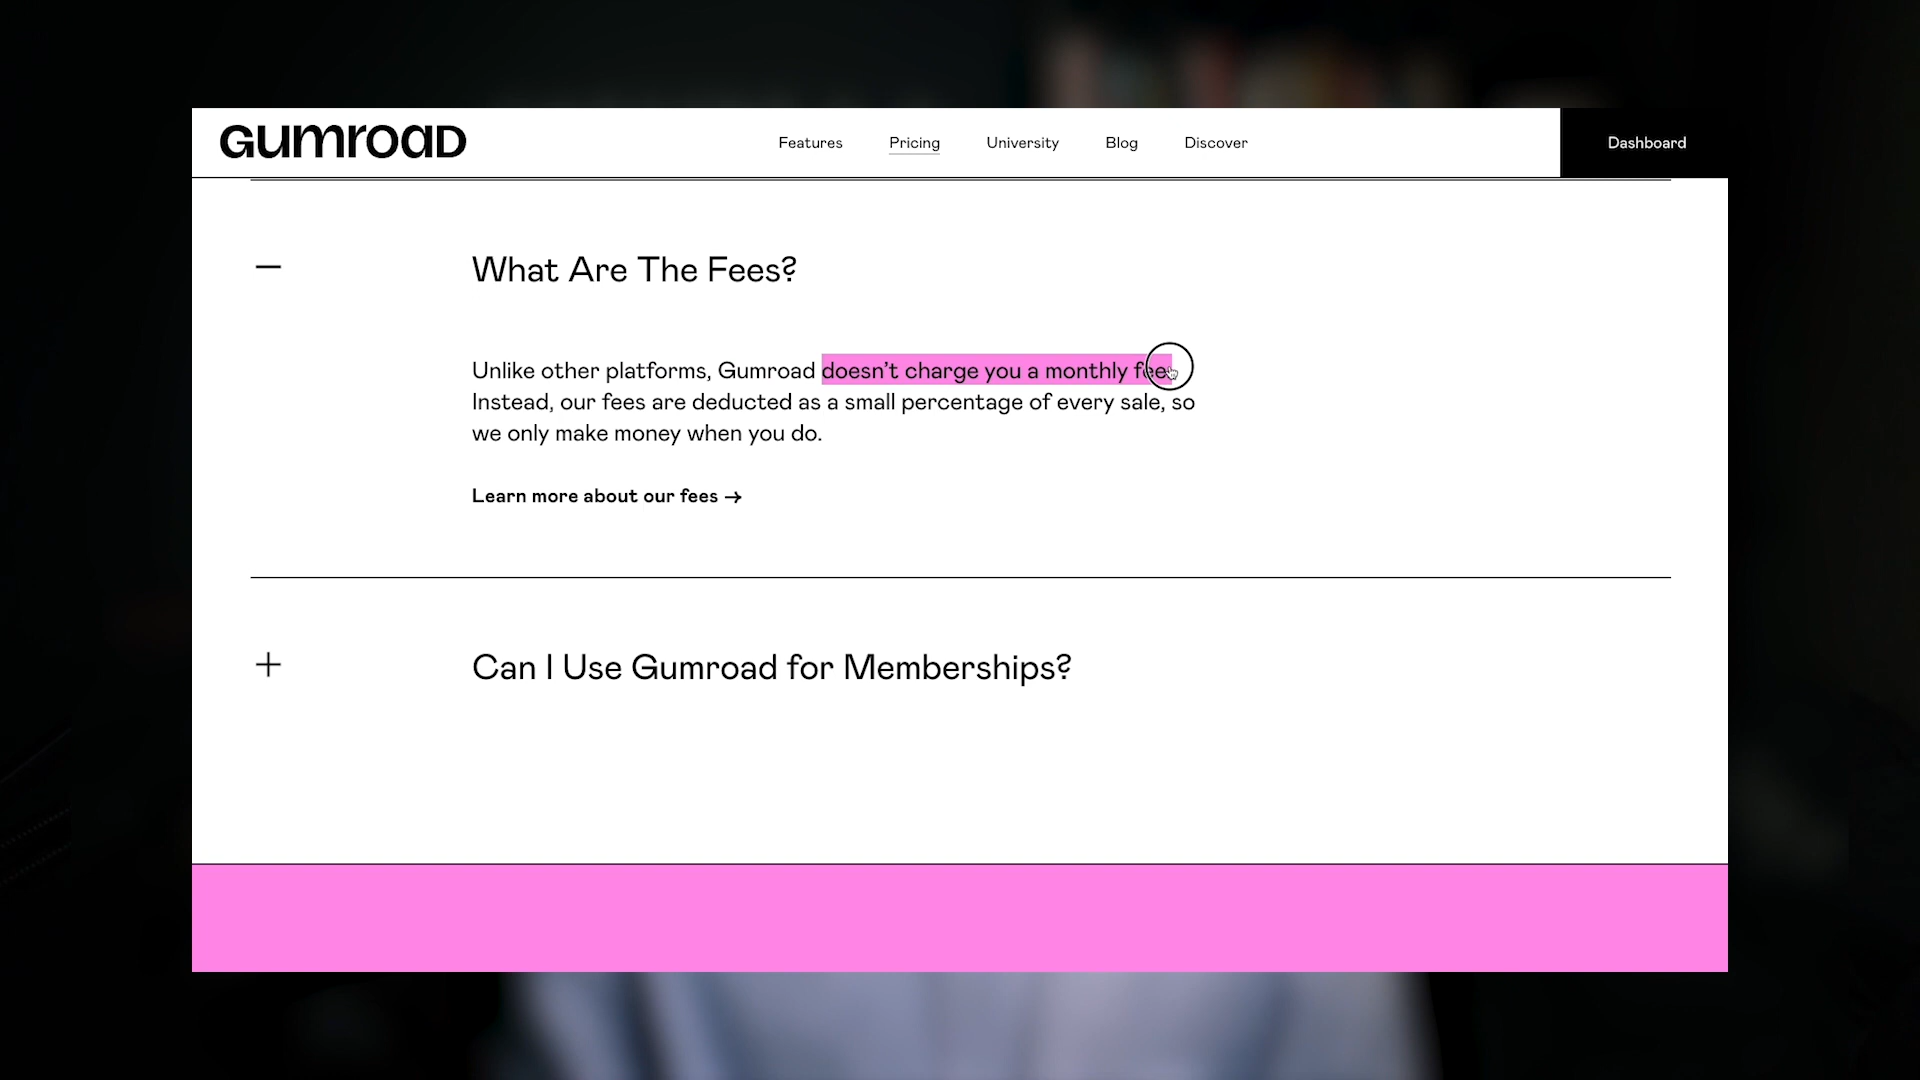 Gumroad
Features
Pricing
University
Blog
Discover
Dashboard
What Are The Fees?
Unlike other platforms, Gumroad doesn't charge you a monthly fee.
Instead, our fees are deducted as a small percentage of every sale, so
we only make money when you do.
Learn more about our fees →
Can I Use Gumroad for Memberships?